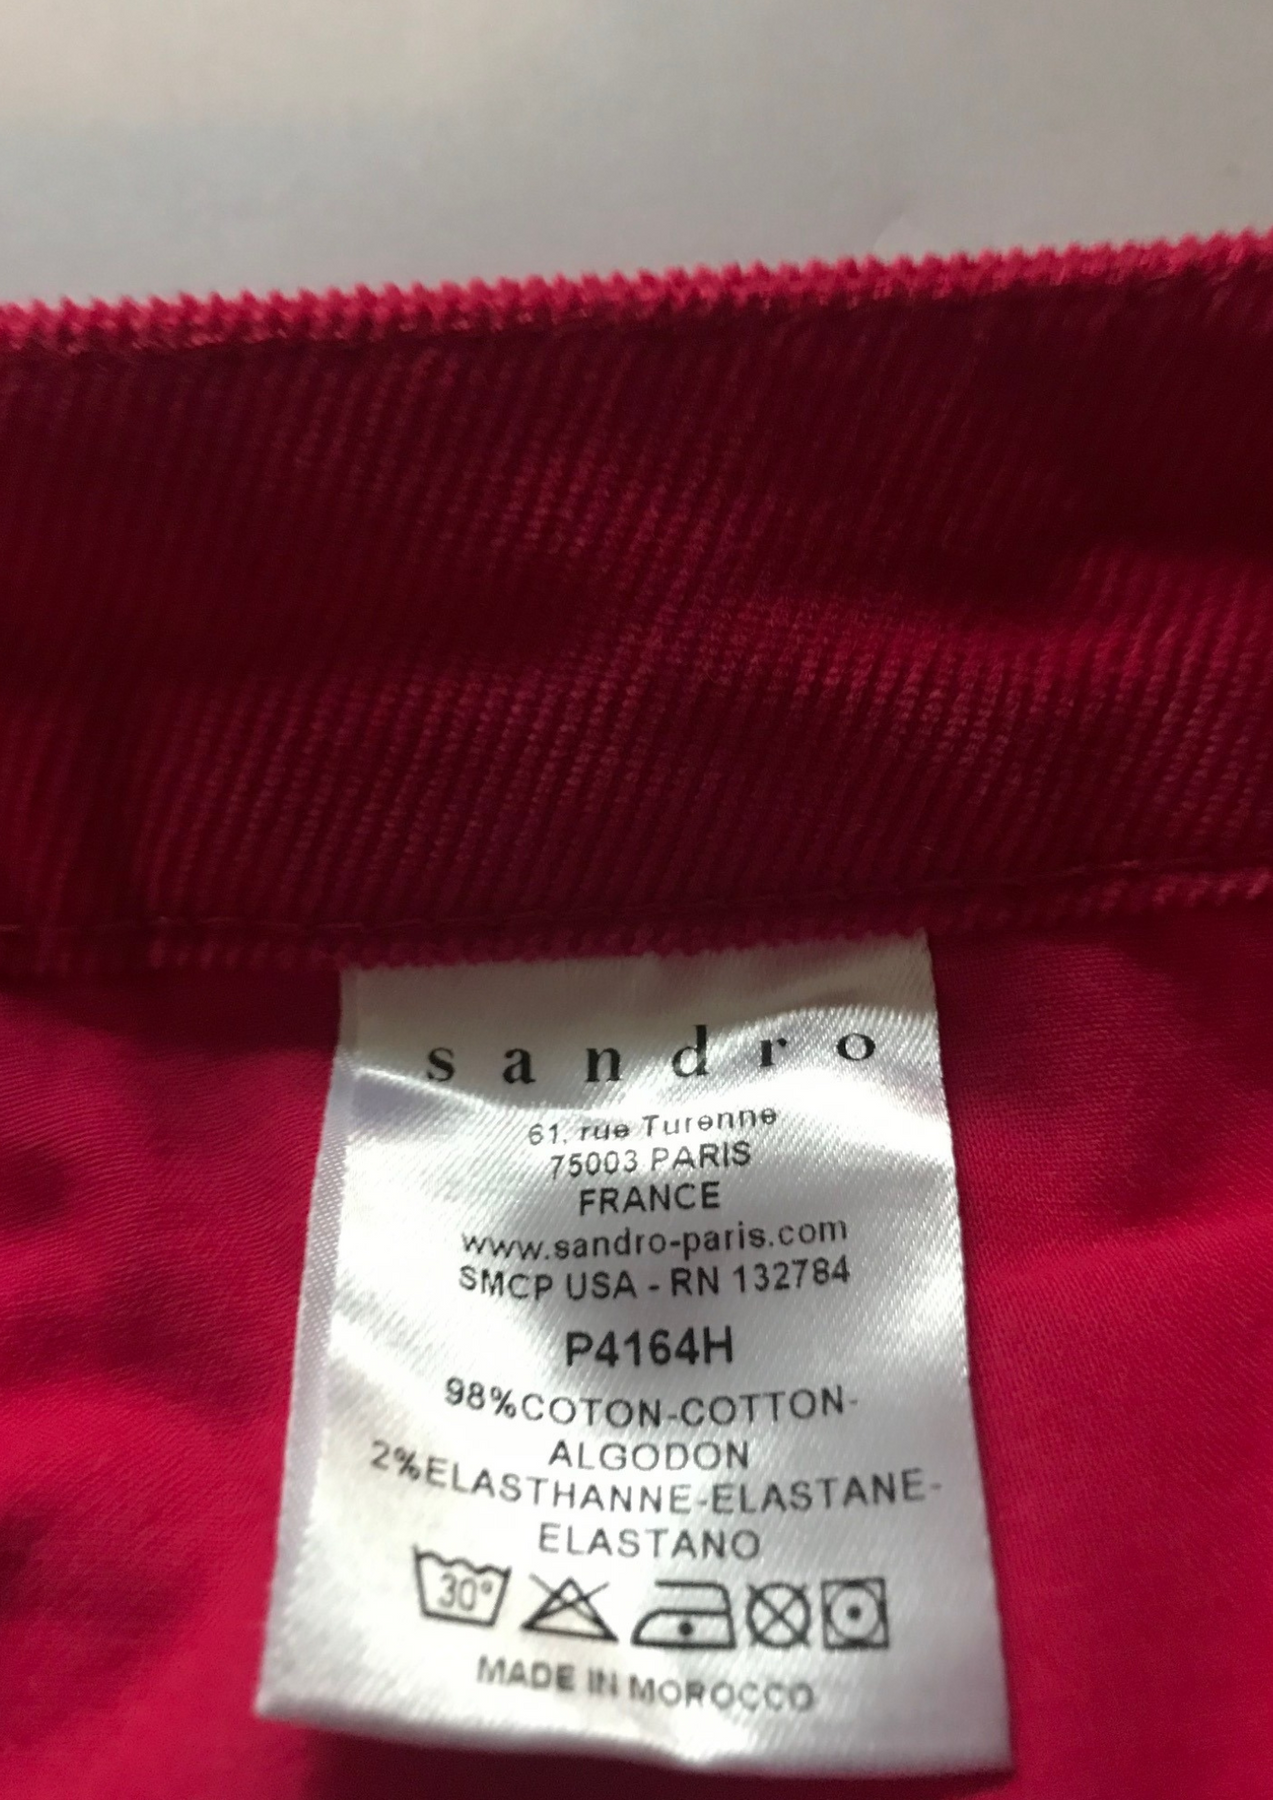 sandro
61, rue Turenne
75003 PARIS
FRANCE
www.sandro-paris.com
SMCP USA - RN 132784
P4164H
98%COTON-COTTON-
ALGODON
2%ELASTHANNE-ELASTANE-
ELASTANO
30°
MADE IN MOROCCO